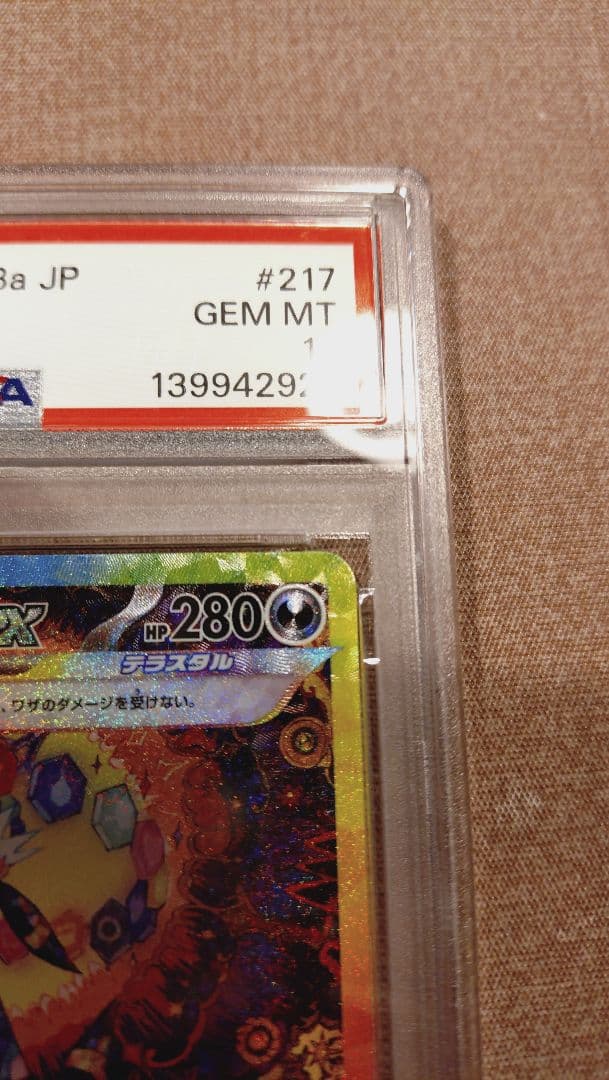 3a JP #217
GEM MT
1
13994292
A
X
HP280
テラスタル
、ワザのダメージを受けない。